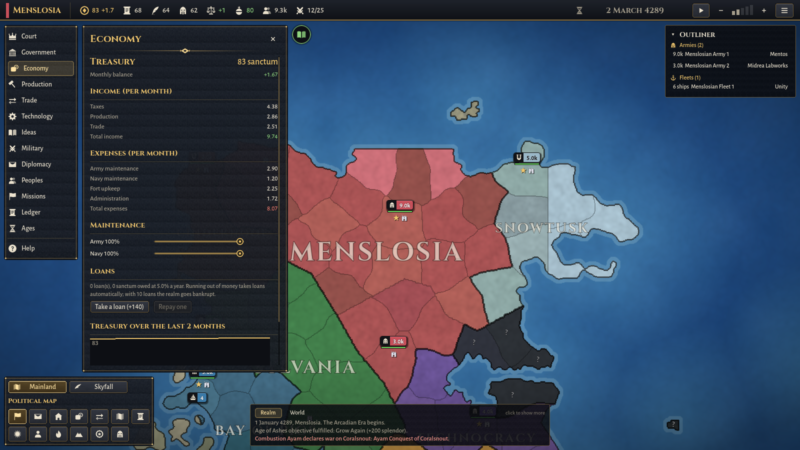 MENSLOSIA
83 +1.7
68
64
62
+1
80
9.3k
12/25
2 MARCH 4289
Court
Government
Economy
Production
Trade
Technology
Ideas
Military
Diplomacy
Peoples
Missions
Ledger
Ages
Help
ECONOMY
TREASURY 83 sanctum
Monthly balance +1.67
INCOME (PER MONTH)
Taxes 4.38
Production 2.86
Trade 2.51
Total income 9.74
EXPENSES (PER MONTH)
Army maintenance 2.90
Navy maintenance 1.20
Fort upkeep 2.25
Administration 1.72
Total expenses 8.07
MAINTENANCE
Army 100%
Navy 100%
LOANS
0 loan(s), 0 sanctum owed at 5.0% a year. Running out of money takes loans
automatically; with 10 loans the realm goes bankrupt.
Take a loan (+140) Repay one
TREASURY OVER THE LAST 2 MONTHS
83
OUTLINER
Armies (2)
9.0k Menslosian Army 1 Mentos
3.0k Menslosian Army 2 Midrea Labworks
Fleets (1)
6 ships Menslosian Fleet 1 Unity
5.0k
9.0k
SNOWTUSK
MENSLOSIA
3.0k
? ?
?
VANIA
4
BAY
NOCRACY
?
Mainland Skyfall
POLITICAL MAP
Realm World
click to show more
1 January 4289, Menslosia. The Arcadian Era begins.
Age of Ashes objective fulfilled: Grow Again (+200 splendor).
Combustion Ayam declares war on Coralsnout: Ayam Conquest of Coralsnout.